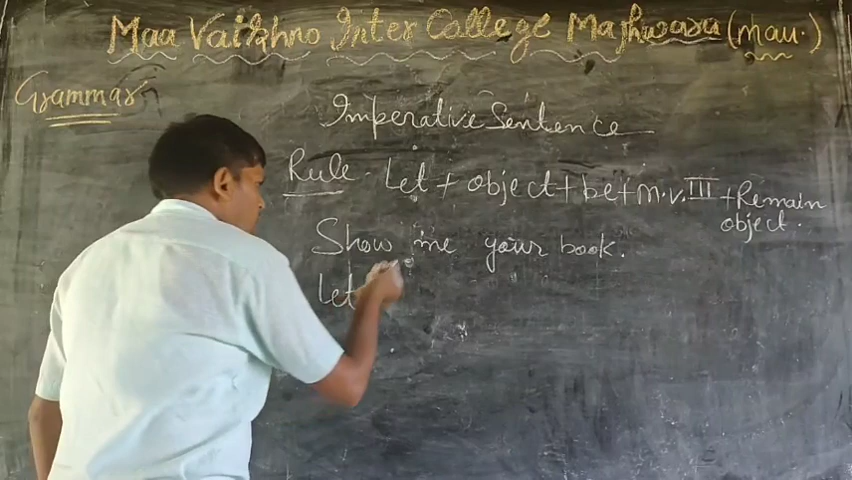 Maa Vaishno Inter College Mashwara (mau.)
Grammar
Imperative Sentence
Rule - Let + object + be + m.v. III + Remain object.
Show me your book.
Let